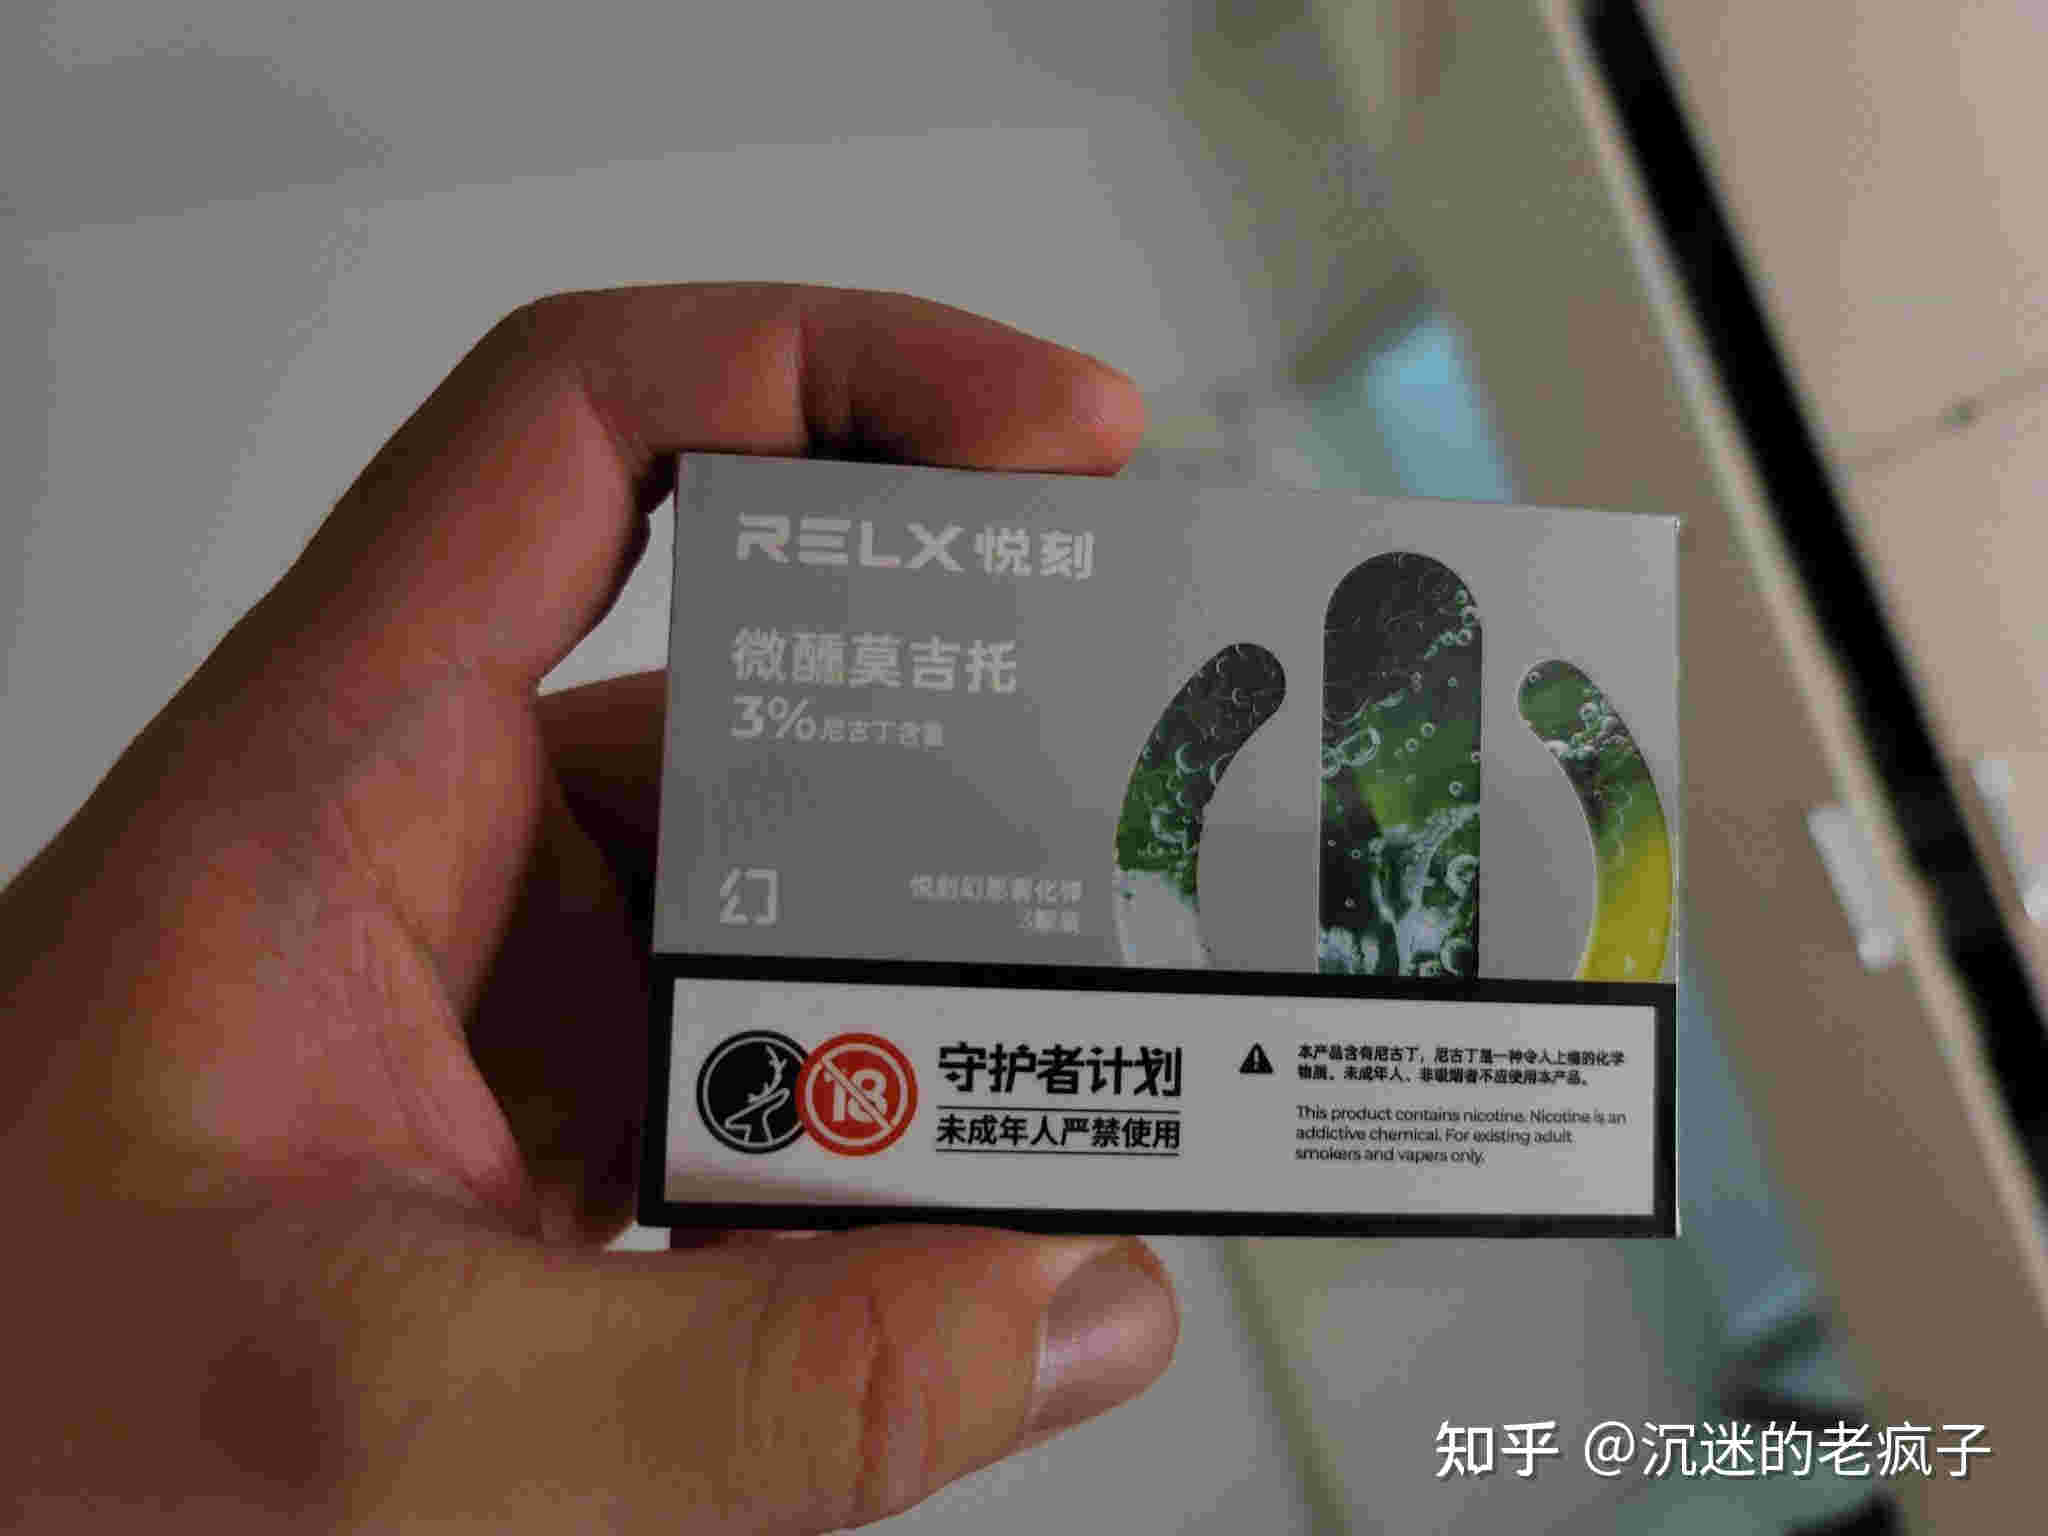 RELX 悦刻
微醺莫吉托
3%尼古丁含量
幻
悦刻幻影雾化弹
3颗装
18
守护者计划
未成年人严禁使用
本产品含有尼古丁，尼古丁是一种令人上瘾的化学
物质。未成年人、非吸烟者不应使用本产品。
This product contains nicotine. Nicotine is an
addictive chemical. For existing adult
smokers and vapers only.
知乎 @沉迷的老疯子